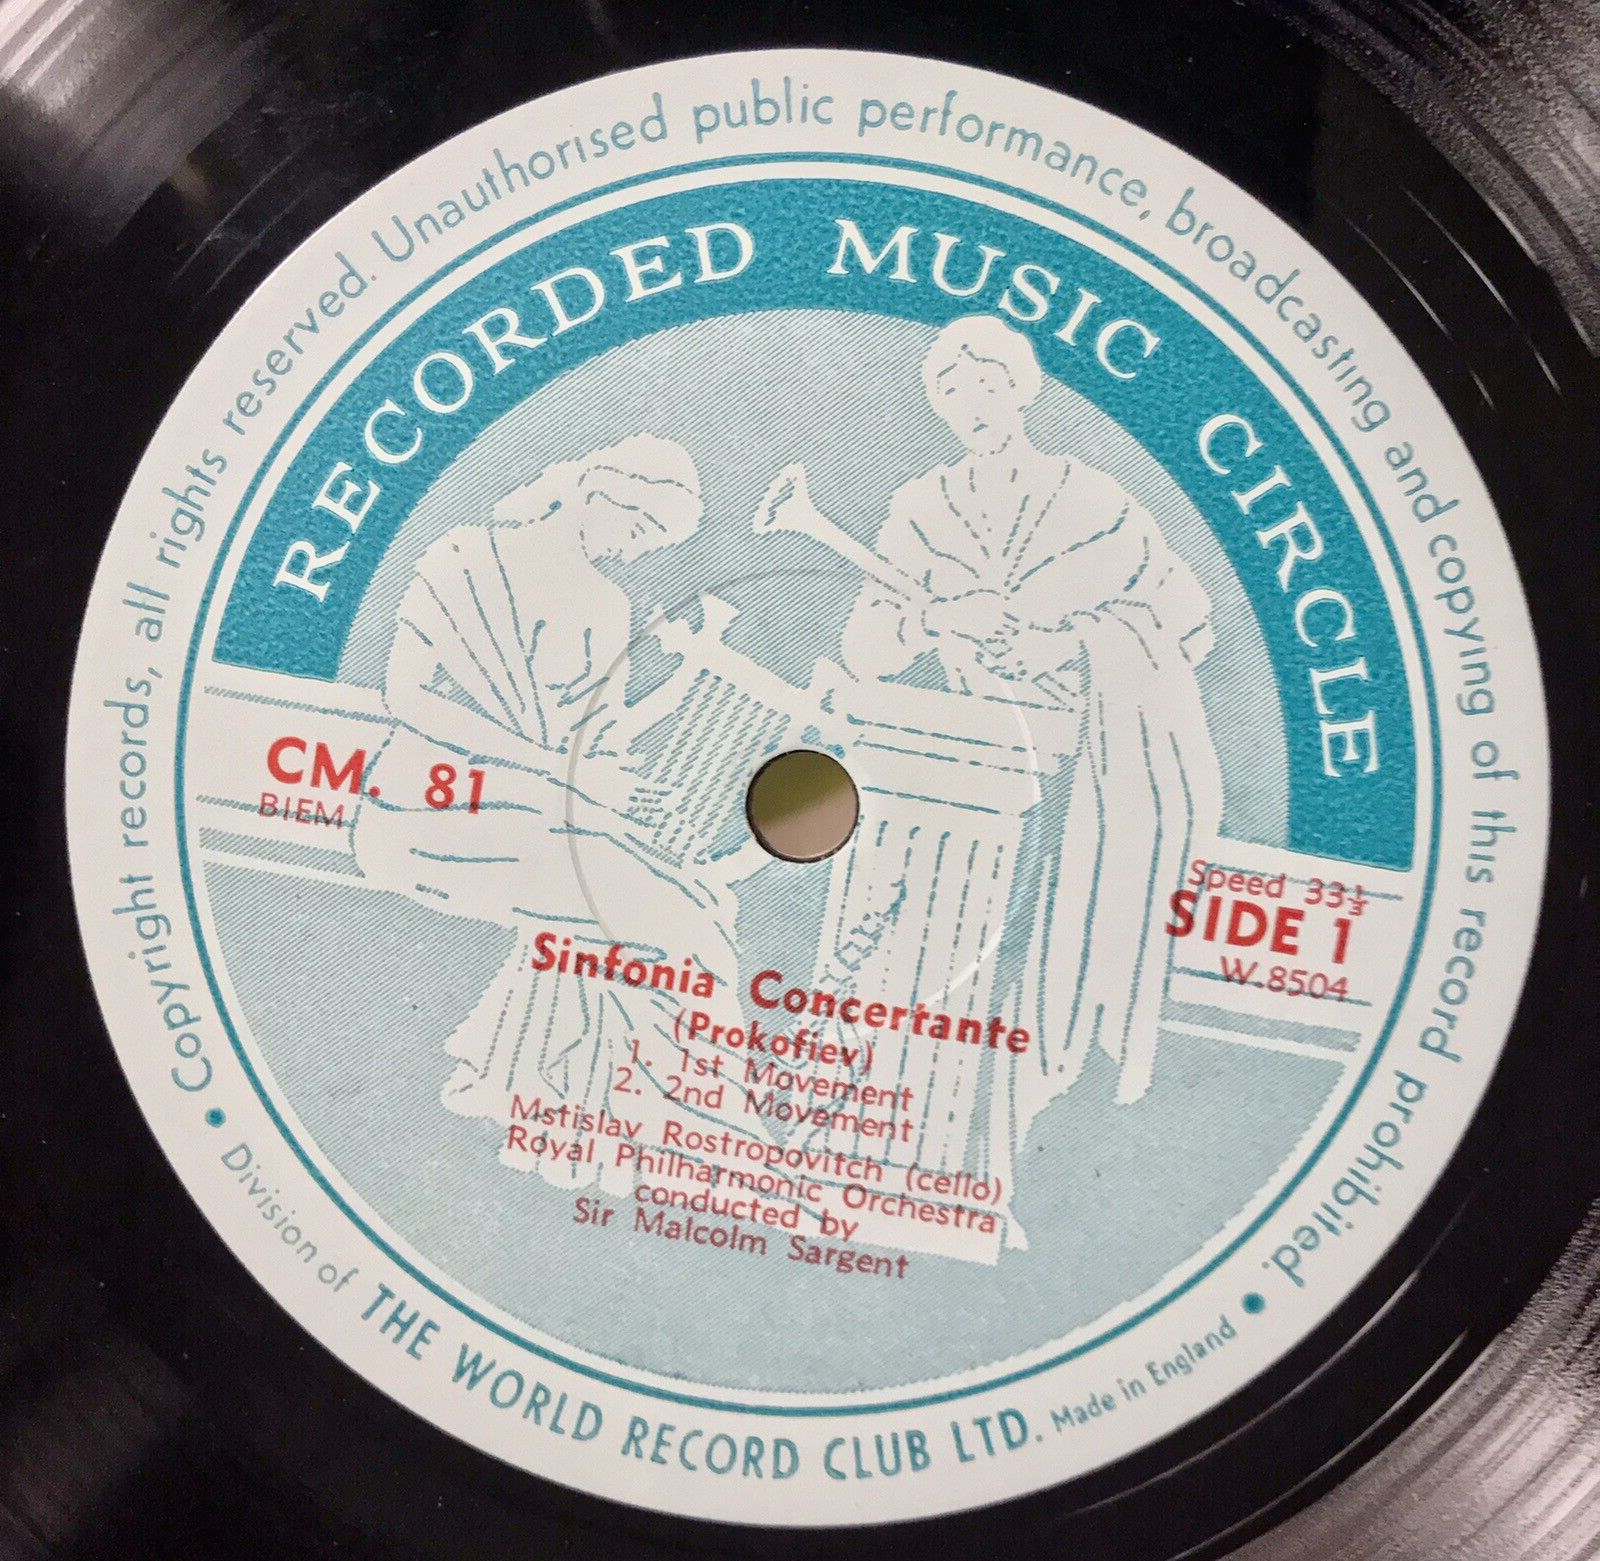 Copyright records, all rights reserved. Unauthorised public performance, broadcasting and copying of this record prohibited.
RECORDED MUSIC CIRCLE
CM. 81
BIEM
Speed 33⅓
SIDE 1
W.8504
Sinfonia Concertante
(Prokofiev)
1. 1st Movement
2. 2nd Movement
Mstislav Rostropovitch (cello)
Royal Philharmonic Orchestra
conducted by
Sir Malcolm Sargent
Division of THE WORLD RECORD CLUB LTD. Made in England